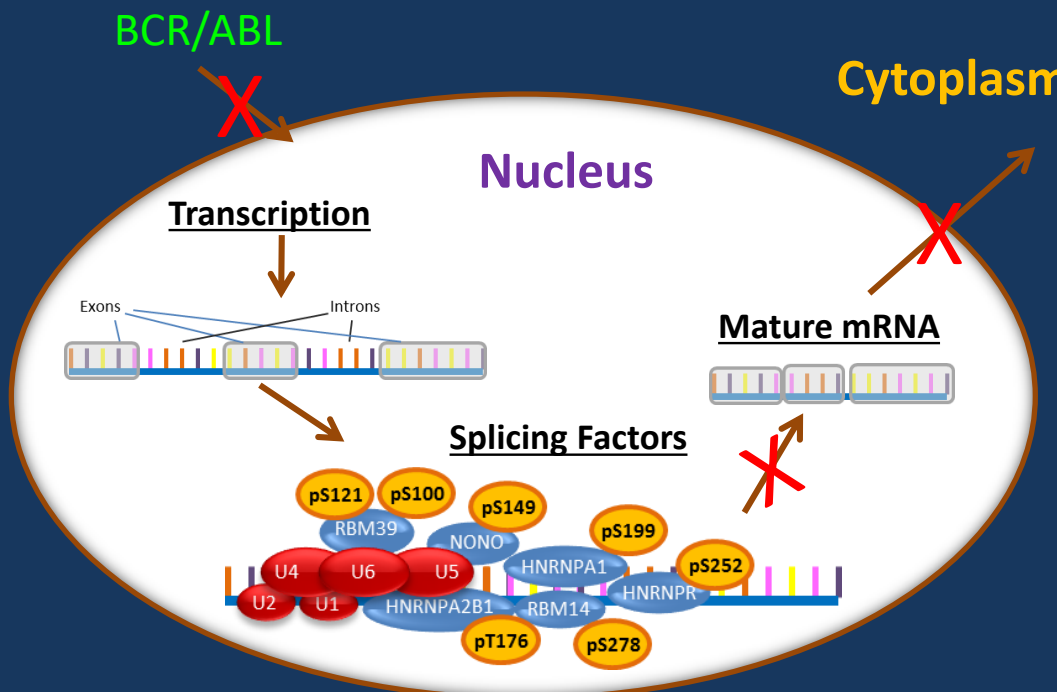 BCR/ABL
Cytoplasm
Nucleus
Transcription
Exons
Introns
Mature mRNA
Splicing Factors
pS121
pS100
pS149
pS199
pS252
RBM39
NONO
HNRNPA1
HNRNPR
U4
U6
U5
U2
U1
HNRNPA2B1
RBM14
pT176
pS278